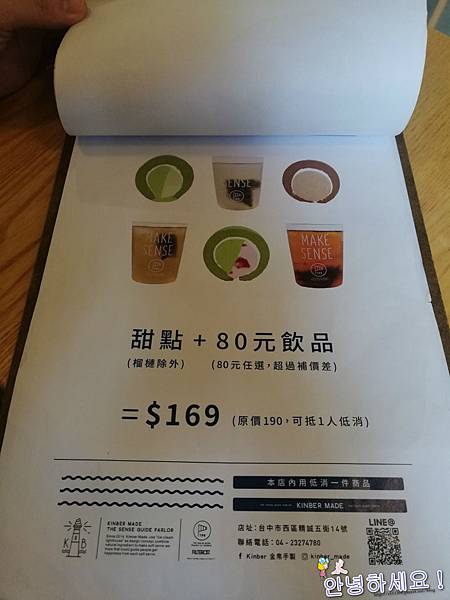 MAKE
SENSE
MAKE
SENSE
MAKE
SENSE
甜點 + 80元飲品
(榴槤除外) (80元任選,超過補價差)
=$169 (原價190,可抵1人低消)
本店內用低消一件商品
KINBER MADE
KINBER MADE
THE SENSE GUIDE PARLOR
K B
店址:台中市西區精誠五街14號
聯絡電話:04-23274780
Kinber 金帛手製 kinber_made
LINE@
안녕하세요!